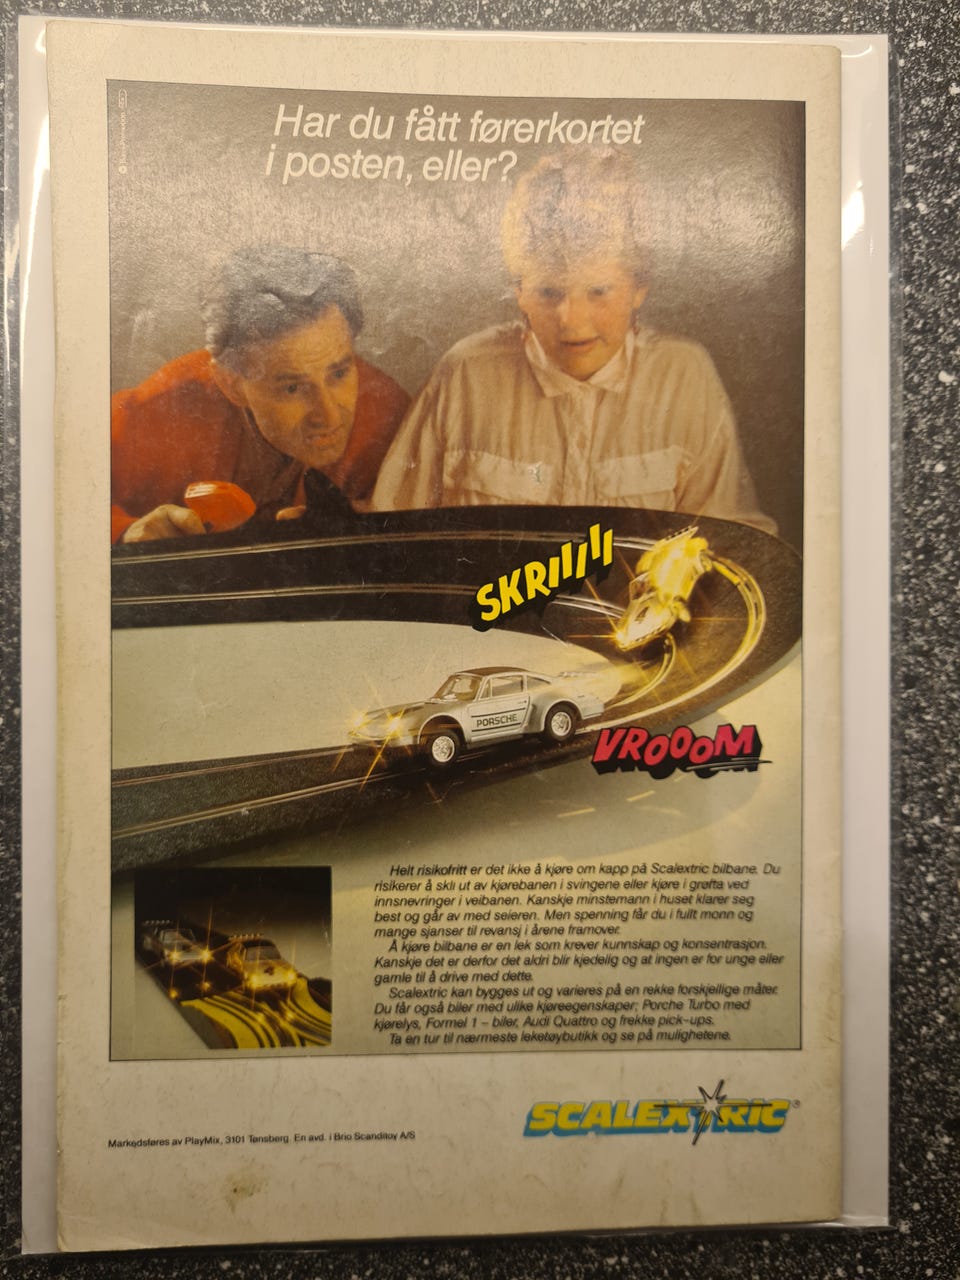 Har du fått førerkortet
i posten, eller?
SKRIIIII
PORSCHE
VROOOM
Helt risikofritt er det ikke å kjøre om kapp på Scalextric bilbane. Du
risikerer å skli ut av kjørebanen i svingene eller kjøre i grøfta ved
innsnevringer i veibanen. Kanskje minstemann i huset klarer seg
best og går av med seieren. Men spenning får du i fullt monn og
mange sjanser til revansj i årene framover.
Å kjøre bilbane er en lek som krever kunnskap og konsentrasjon.
Kanskje det er derfor det aldri blir kjedelig og at ingen er for unge eller
gamle til å drive med dette.
Scalextric kan bygges ut og varieres på en rekke forskjellige måter.
Du får også biler med ulike kjøreegenskaper; Porche Turbo med
kjørelys, Formel 1 – biler, Audi Quattro og frekke pick-ups.
Ta en tur til nærmeste leketøybutikk og se på mulighetene.
SCALEXTRIC®
Markedsføres av PlayMix, 3101 Tønsberg. En avd. i Brio Scanditoy A/S